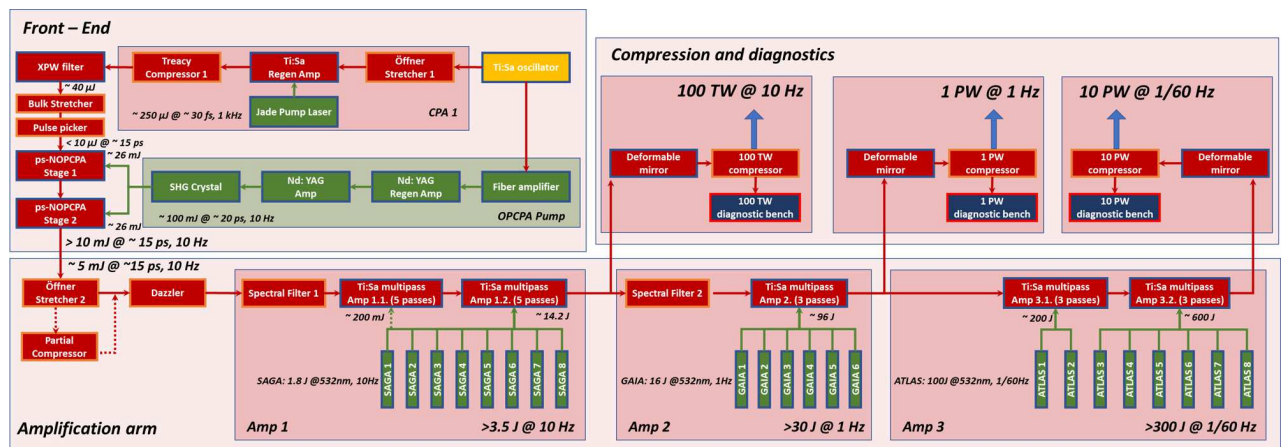 Front – End
XPW filter
Treacy
Compressor 1
Ti:Sa
Regen Amp
Öffner
Stretcher 1
Ti:Sa oscillator
~ 40 µJ
Bulk Stretcher
Jade Pump Laser
CPA 1
~ 250 µJ @ ~ 30 fs, 1 kHz
Pulse picker
<10 µJ @ ~ 15 ps
~ 26 mJ
ps-NOPCPA
Stage 1
SHG Crystal
Nd: YAG
Amp
Nd: YAG
Regen Amp
Fiber amplifier
ps-NOPCPA
Stage 2
~ 26 mJ
~ 100 mJ @ ~ 20 ps, 10 Hz
OPCPA Pump
> 10 mJ @ ~ 15 ps, 10 Hz
Compression and diagnostics
100 TW @ 10 Hz
1 PW @ 1 Hz
10 PW @ 1/60 Hz
Deformable
mirror
100 TW
compressor
100 TW
diagnostic bench
Deformable
mirror
1 PW
compressor
1 PW
diagnostic bench
10 PW
compressor
Deformable
mirror
10 PW
diagnostic bench
~ 5 mJ @ ~15 ps, 10 Hz
Öffner
Stretcher 2
Dazzler
Partial
Compressor
Spectral Filter 1
Ti:Sa multipass
Amp 1.1. (5 passes)
Ti:Sa multipass
Amp 1.2. (5 passes)
~ 200 mJ
~ 14.2 J
SAGA: 1.8 J @532nm, 10Hz
SAGA 1
SAGA 2
SAGA 3
SAGA 4
SAGA 5
SAGA 6
SAGA 7
SAGA 8
Amp 1
>3.5 J @ 10 Hz
Spectral Filter 2
Ti:Sa multipass
Amp 2. (3 passes)
~ 96 J
GAIA: 16 J @532nm, 1Hz
GAIA 1
GAIA 2
GAIA 3
GAIA 4
GAIA 5
GAIA 6
Amp 2
>30 J @ 1 Hz
Ti:Sa multipass
Amp 3.1. (3 passes)
Ti:Sa multipass
Amp 3.2. (3 passes)
~ 200 J
~ 600 J
ATLAS: 100J @532nm, 1/60Hz
ATLAS 1
ATLAS 2
ATLAS 3
ATLAS 4
ATLAS 5
ATLAS 6
ATLAS 7
ATLAS 8
Amp 3
>300 J @ 1/60 Hz
Amplification arm